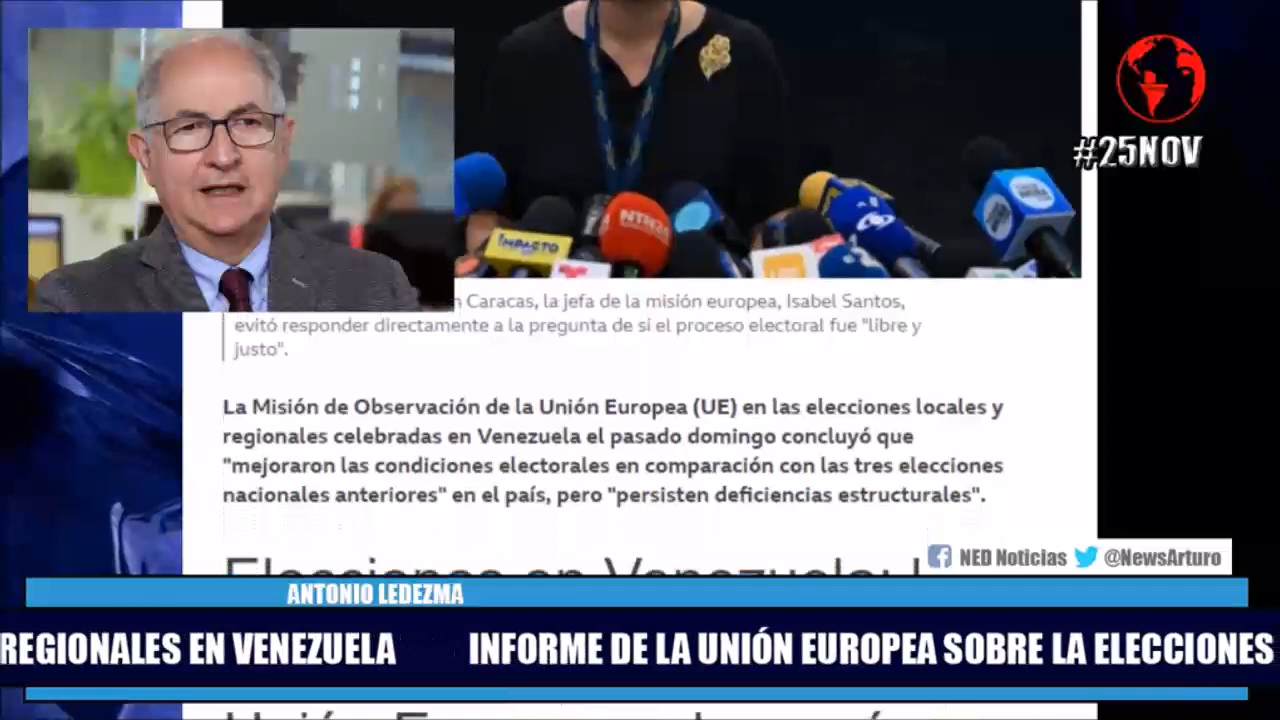 #25NOV
NTN24
IMPACTO
n Caracas, la jefa de la misión europea, Isabel Santos,
evitó responder directamente a la pregunta de si el proceso electoral fue "libre y
justo".
La Misión de Observación de la Unión Europea (UE) en las elecciones locales y
regionales celebradas en Venezuela el pasado domingo concluyó que
"mejoraron las condiciones electorales en comparación con las tres elecciones
nacionales anteriores" en el país, pero "persisten deficiencias estructurales".
NED Noticias @NewsArturo
ANTONIO LEDEZMA
REGIONALES EN VENEZUELA INFORME DE LA UNIÓN EUROPEA SOBRE LA ELECCIONES